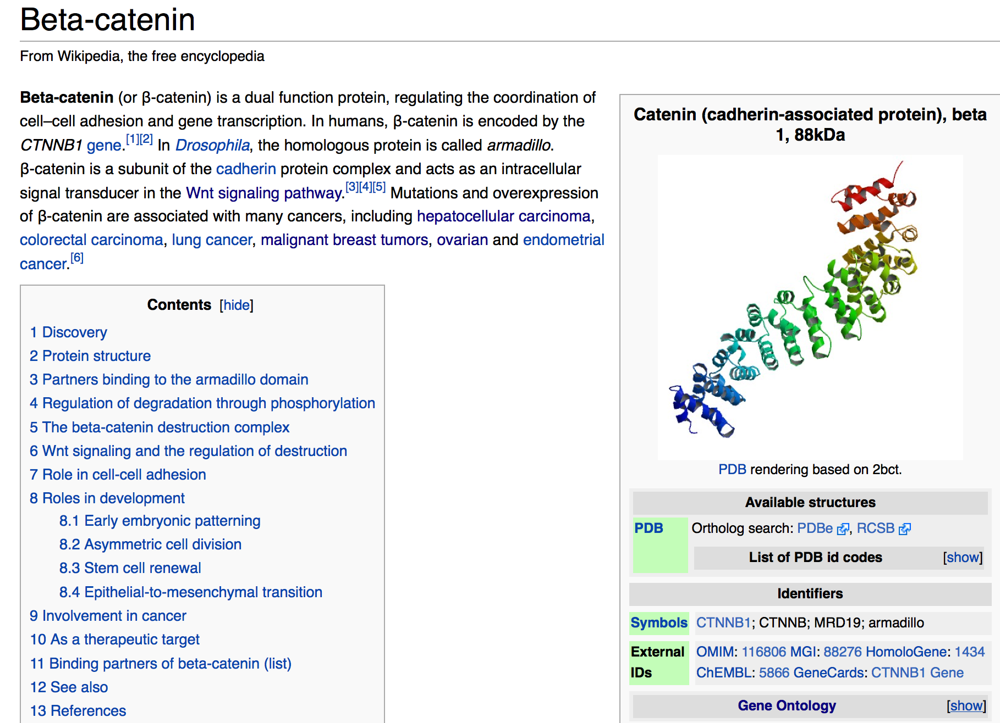 Beta-catenin
From Wikipedia, the free encyclopedia
Beta-catenin (or β-catenin) is a dual function protein, regulating the coordination of
cell–cell adhesion and gene transcription. In humans, β-catenin is encoded by the
CTNNB1 gene.[1][2] In Drosophila, the homologous protein is called armadillo.
β-catenin is a subunit of the cadherin protein complex and acts as an intracellular
signal transducer in the Wnt signaling pathway.[3][4][5] Mutations and overexpression
of β-catenin are associated with many cancers, including hepatocellular carcinoma,
colorectal carcinoma, lung cancer, malignant breast tumors, ovarian and endometrial
cancer.[6]
Contents [hide]
1 Discovery
2 Protein structure
3 Partners binding to the armadillo domain
4 Regulation of degradation through phosphorylation
5 The beta-catenin destruction complex
6 Wnt signaling and the regulation of destruction
7 Role in cell-cell adhesion
8 Roles in development
8.1 Early embryonic patterning
8.2 Asymmetric cell division
8.3 Stem cell renewal
8.4 Epithelial-to-mesenchymal transition
9 Involvement in cancer
10 As a therapeutic target
11 Binding partners of beta-catenin (list)
12 See also
13 References
Catenin (cadherin-associated protein), beta
1, 88kDa
PDB rendering based on 2bct.
Available structures
PDB Ortholog search: PDBe, RCSB
List of PDB id codes [show]
Identifiers
Symbols CTNNB1; CTNNB; MRD19; armadillo
External OMIM: 116806 MGI: 88276 HomoloGene: 1434
IDs ChEMBL: 5866 GeneCards: CTNNB1 Gene
Gene Ontology [show]